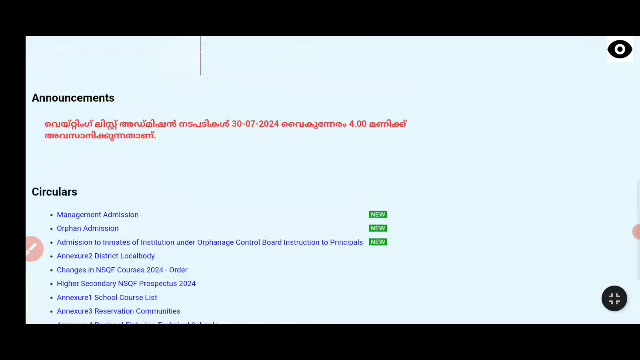 Announcements
വെയ്റ്റിംഗ് ലിസ്റ്റ് അഡ്മിഷൻ നടപടികൾ 30-07-2024 വൈകുന്നേരം 4.00 മണിക്ക്
അവസാനിക്കുന്നതാണ്.
Circulars
Management Admission NEW
Orphan Admission NEW
Admission to Inmates of Institution under Orphanage Control Board Instruction to Principals NEW
Annexure2 District Localbody
Changes in NSQF Courses 2024 - Order
Higher Secondary NSQF Prospectus 2024
Annexure1 School Course List
Annexure3 Reservation Communities